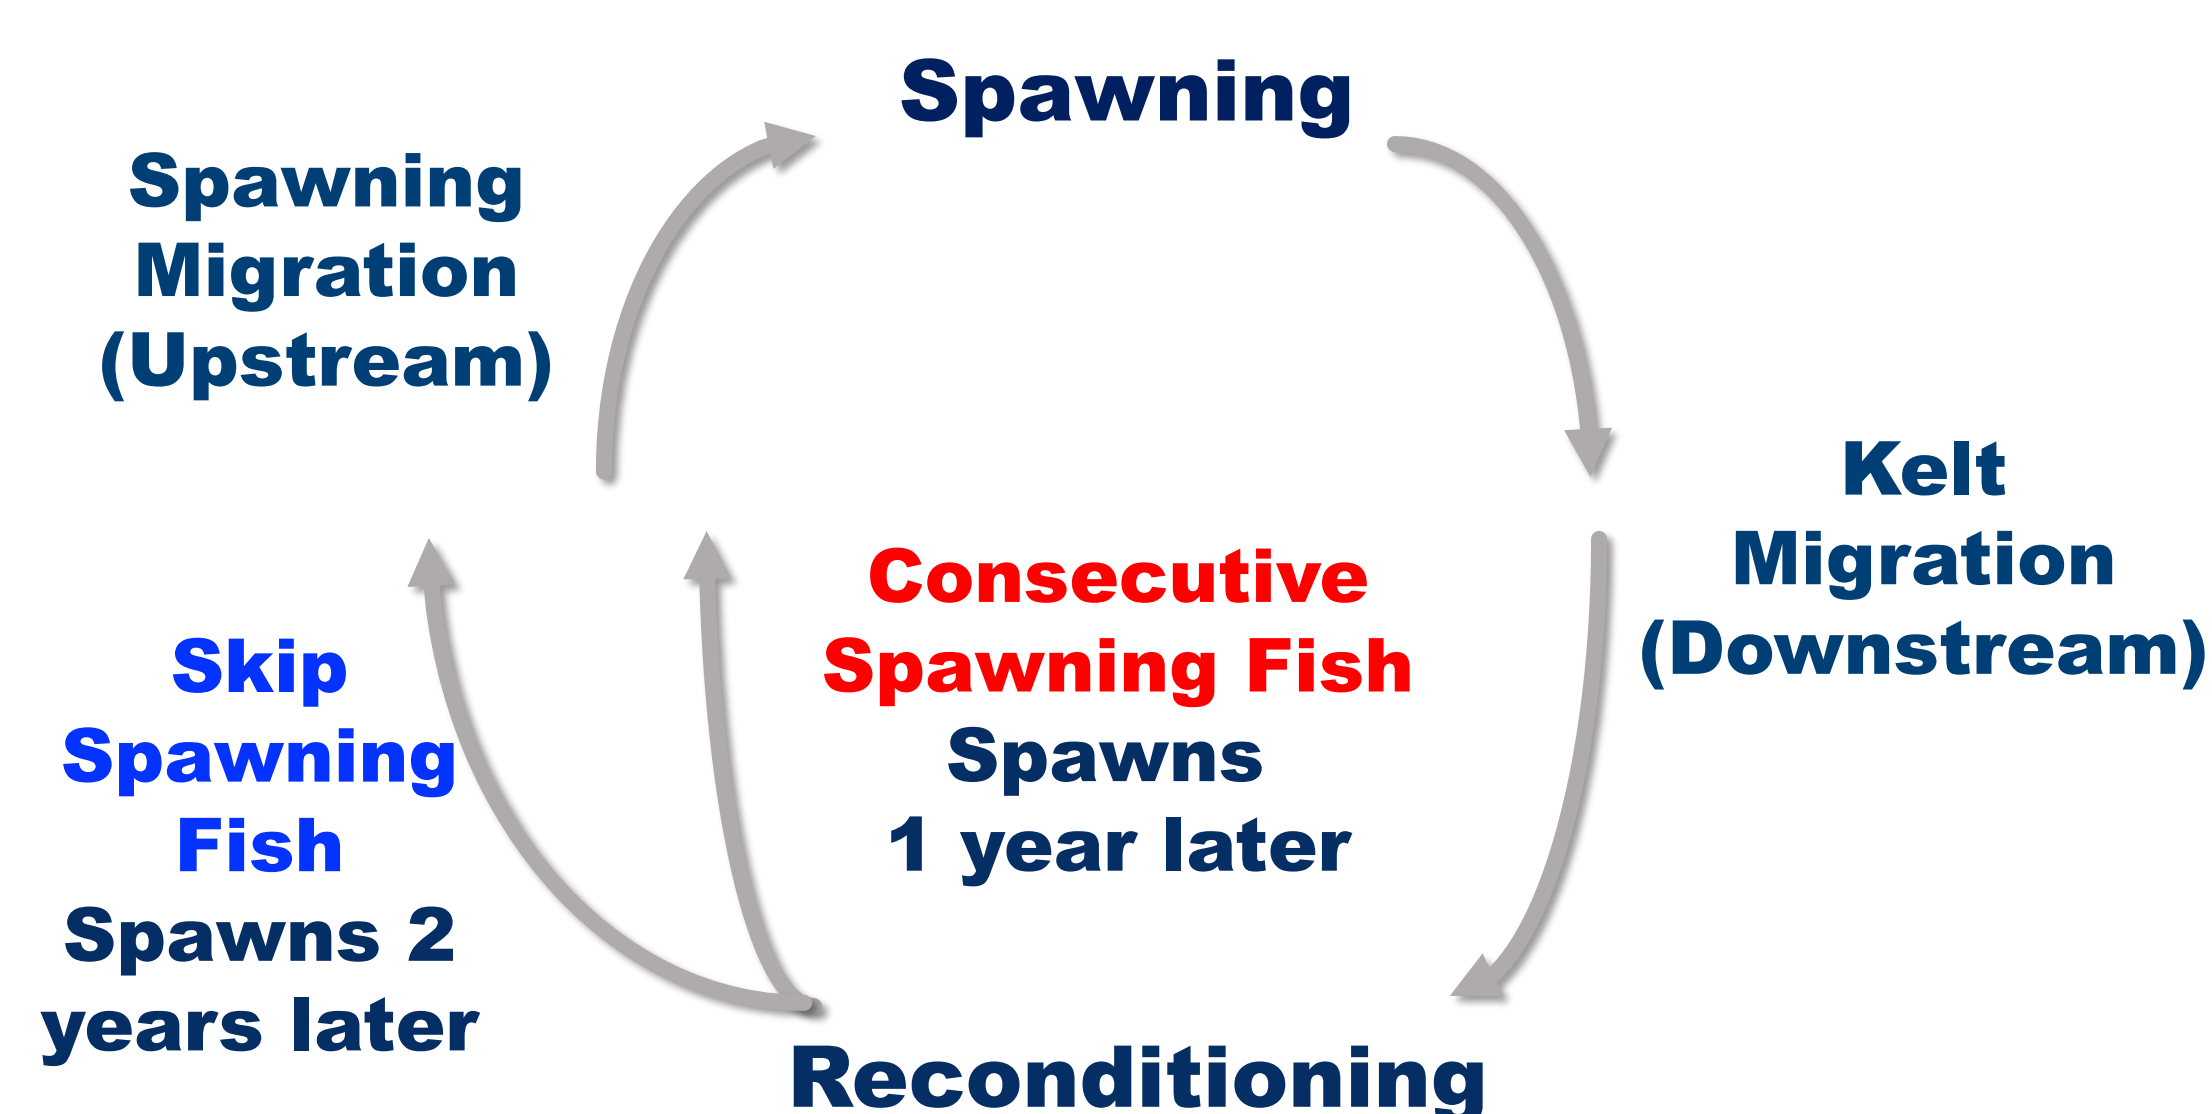 Spawning
Spawning
Migration
(Upstream)
Kelt
Migration
(Downstream)
Consecutive
Spawning Fish
Spawns
1 year later
Skip
Spawning
Fish
Spawns 2
years later
Reconditioning